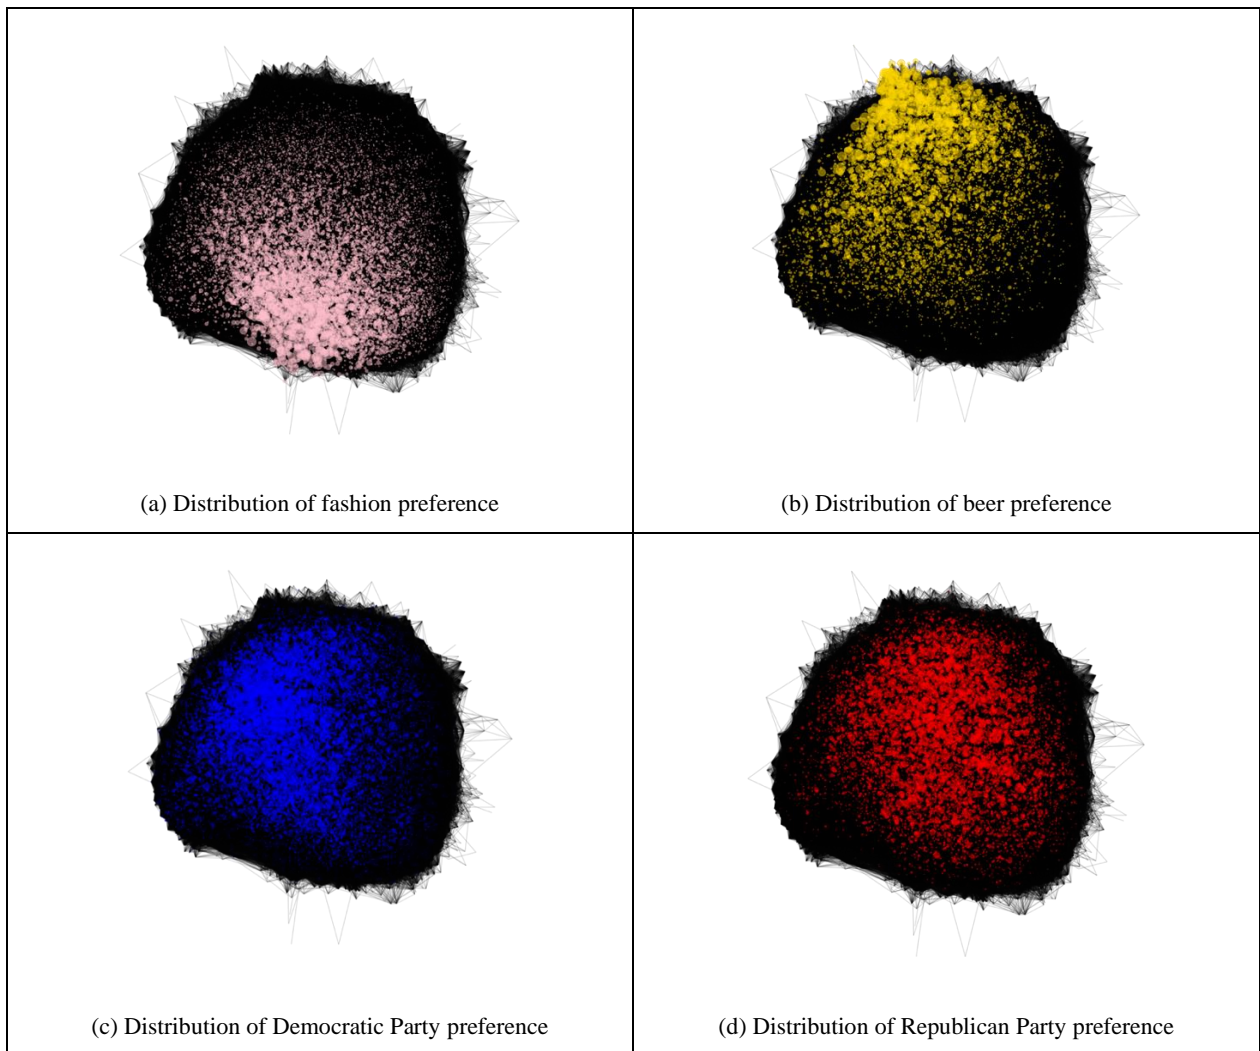 (a) Distribution of fashion preference
(b) Distribution of beer preference
(c) Distribution of Democratic Party preference
(d) Distribution of Republican Party preference